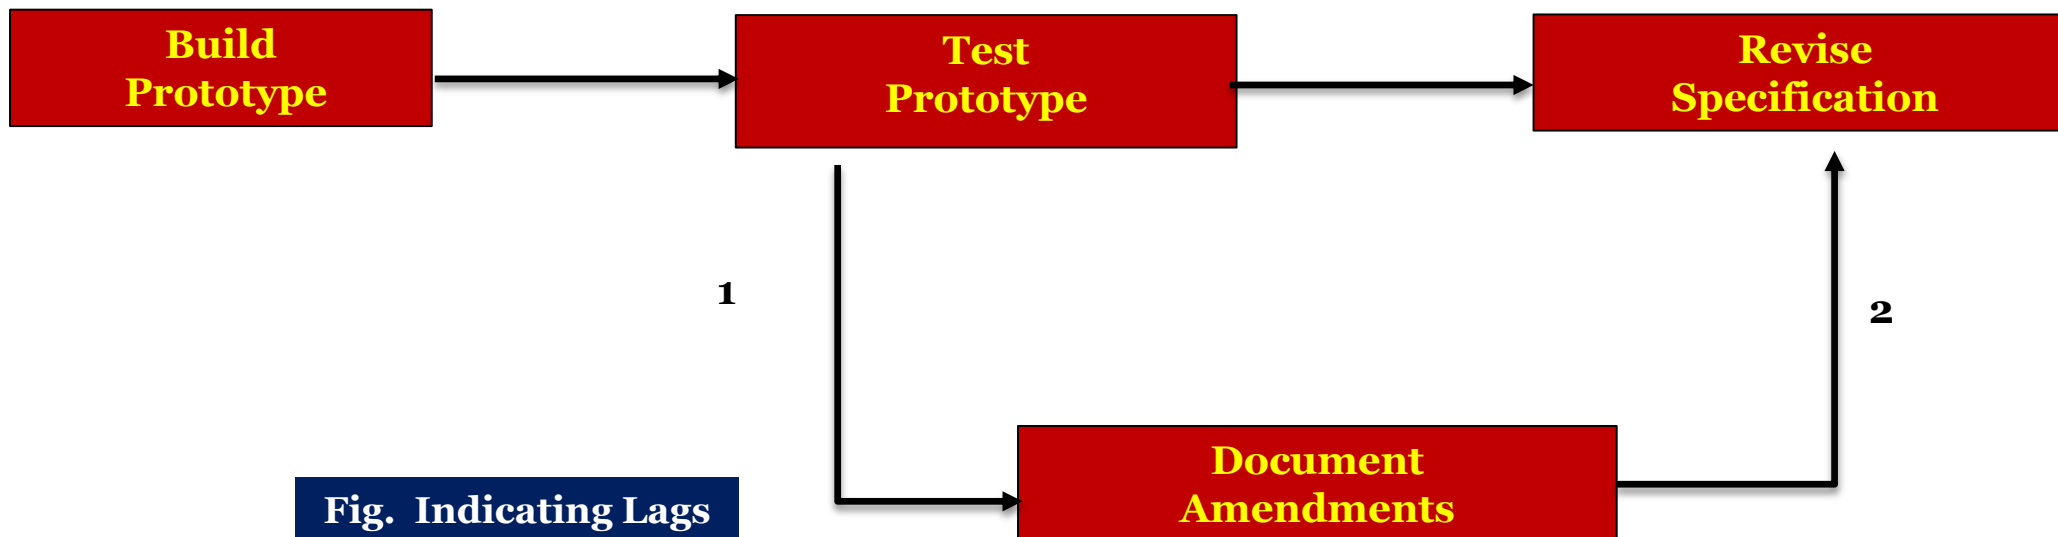 Build
Prototype
Test
Prototype
Revise
Specification
1
2
Document
Amendments
Fig. Indicating Lags